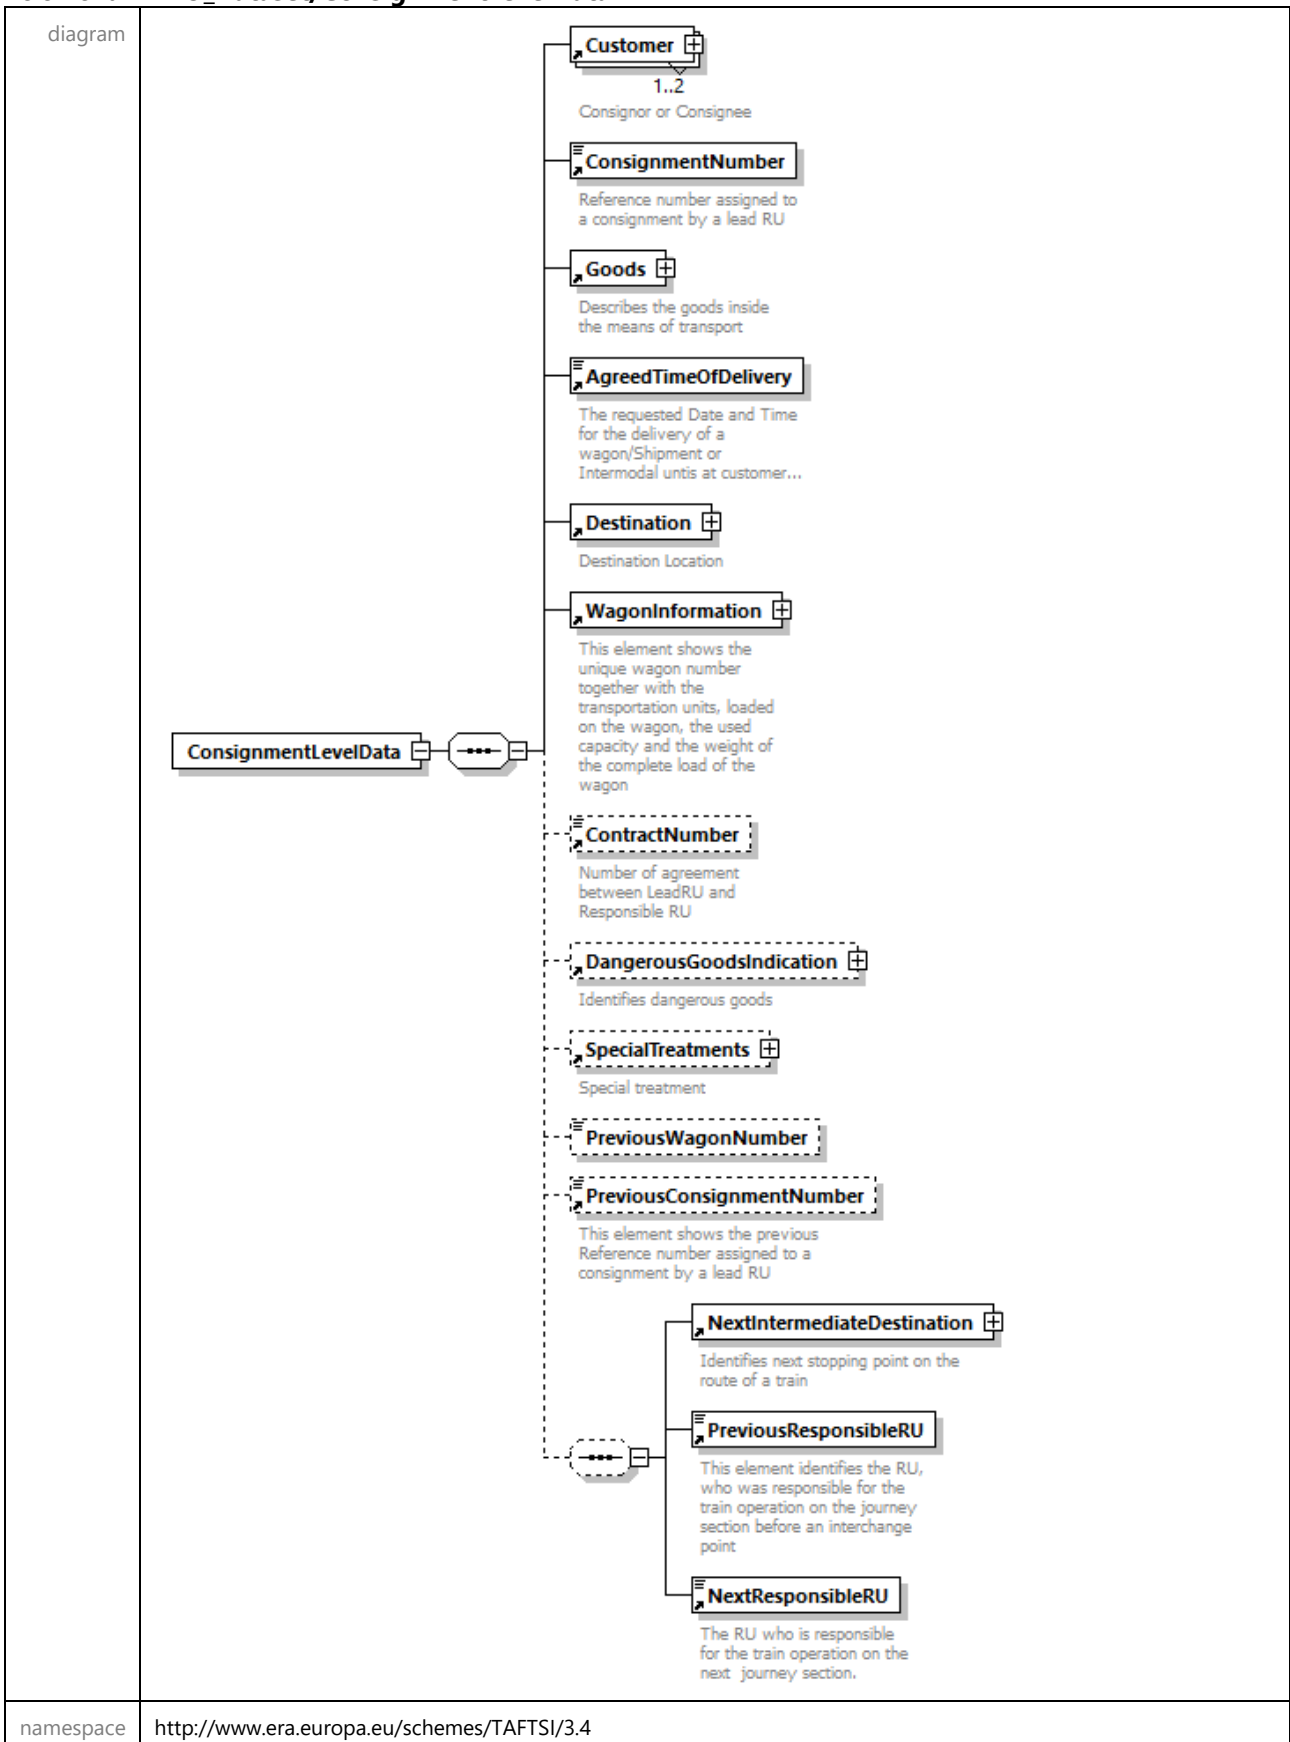 diagram
Customer
1..2
Consignor or Consignee
ConsignmentNumber
Reference number assigned to
a consignment by a lead RU
Goods
Describes the goods inside
the means of transport
AgreedTimeOfDelivery
The requested Date and Time
for the delivery of a
wagon/Shipment or
Intermodal untis at customer...
Destination
Destination Location
WagonInformation
This element shows the
unique wagon number
together with the
transportation units, loaded
on the wagon, the used
capacity and the weight of
the complete load of the
wagon
ConsignmentLevelData
ContractNumber
Number of agreement
between LeadRU and
Responsible RU
DangerousGoodsIndication
Identifies dangerous goods
SpecialTreatments
Special treatment
PreviousWagonNumber
PreviousConsignmentNumber
This element shows the previous
Reference number assigned to a
consignment by a lead RU
NextIntermediateDestination
Identifies next stopping point on the
route of a train
PreviousResponsibleRU
This element identifies the RU,
who was responsible for the
train operation on the journey
section before an interchange
point
NextResponsibleRU
The RU who is responsible
for the train operation on the
next journey section.
namespace
http://www.era.europa.eu/schemes/TAFTSI/3.4